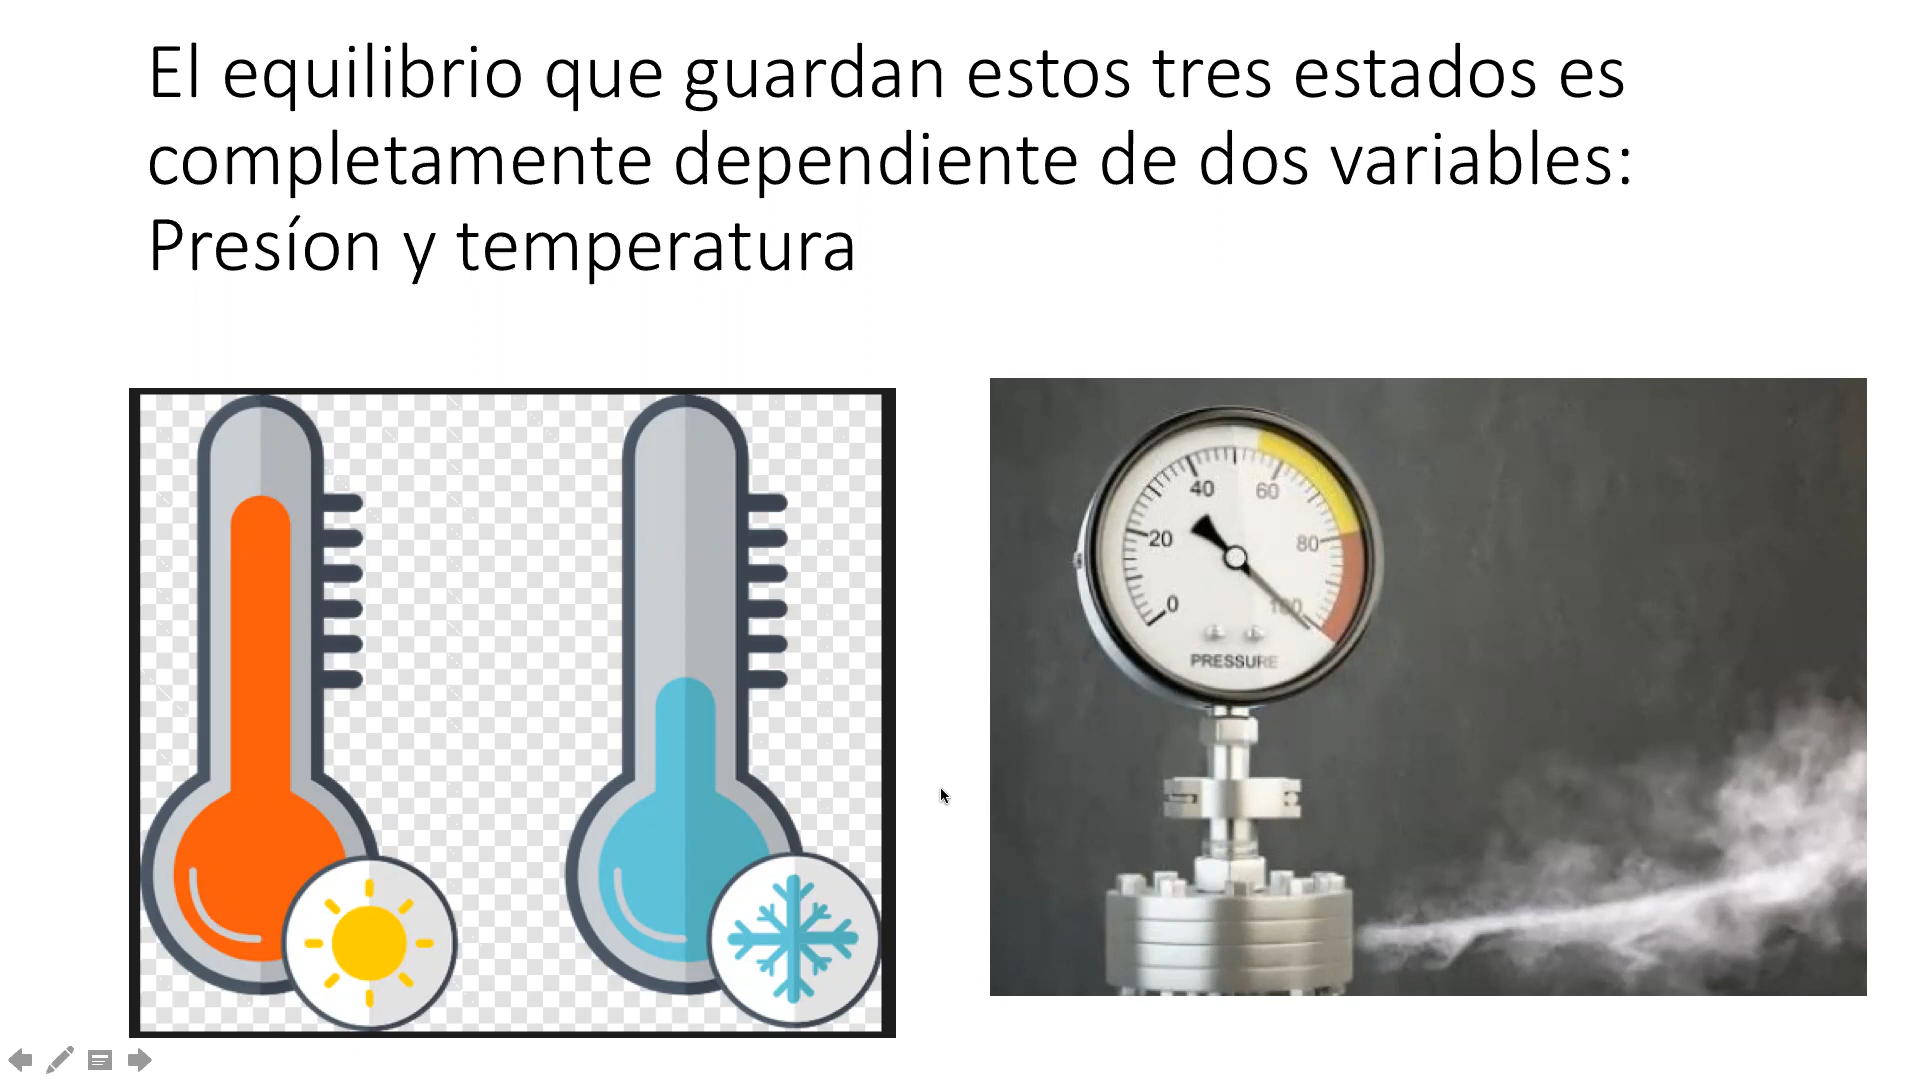 El equilibrio que guardan estos tres estados es
completamente dependiente de dos variables:
Presíon y temperatura
40
60
20
80
0
100
PRESSURE